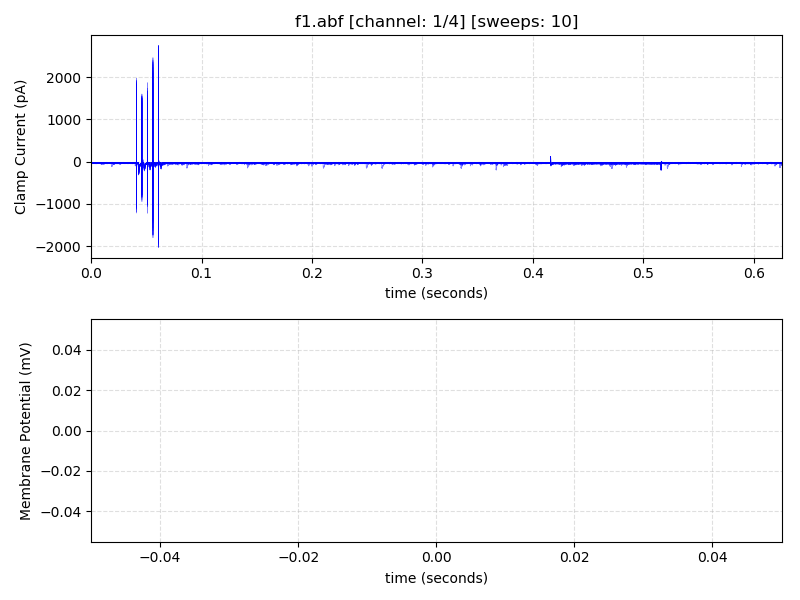 f1.abf [channel: 1/4] [sweeps: 10]
Clamp Current (pA)
2000
1000
0
−1000
−2000
0.0 0.1 0.2 0.3 0.4 0.5 0.6
time (seconds)
Membrane Potential (mV)
0.04
0.02
0.00
−0.02
−0.04
−0.04 −0.02 0.00 0.02 0.04
time (seconds)